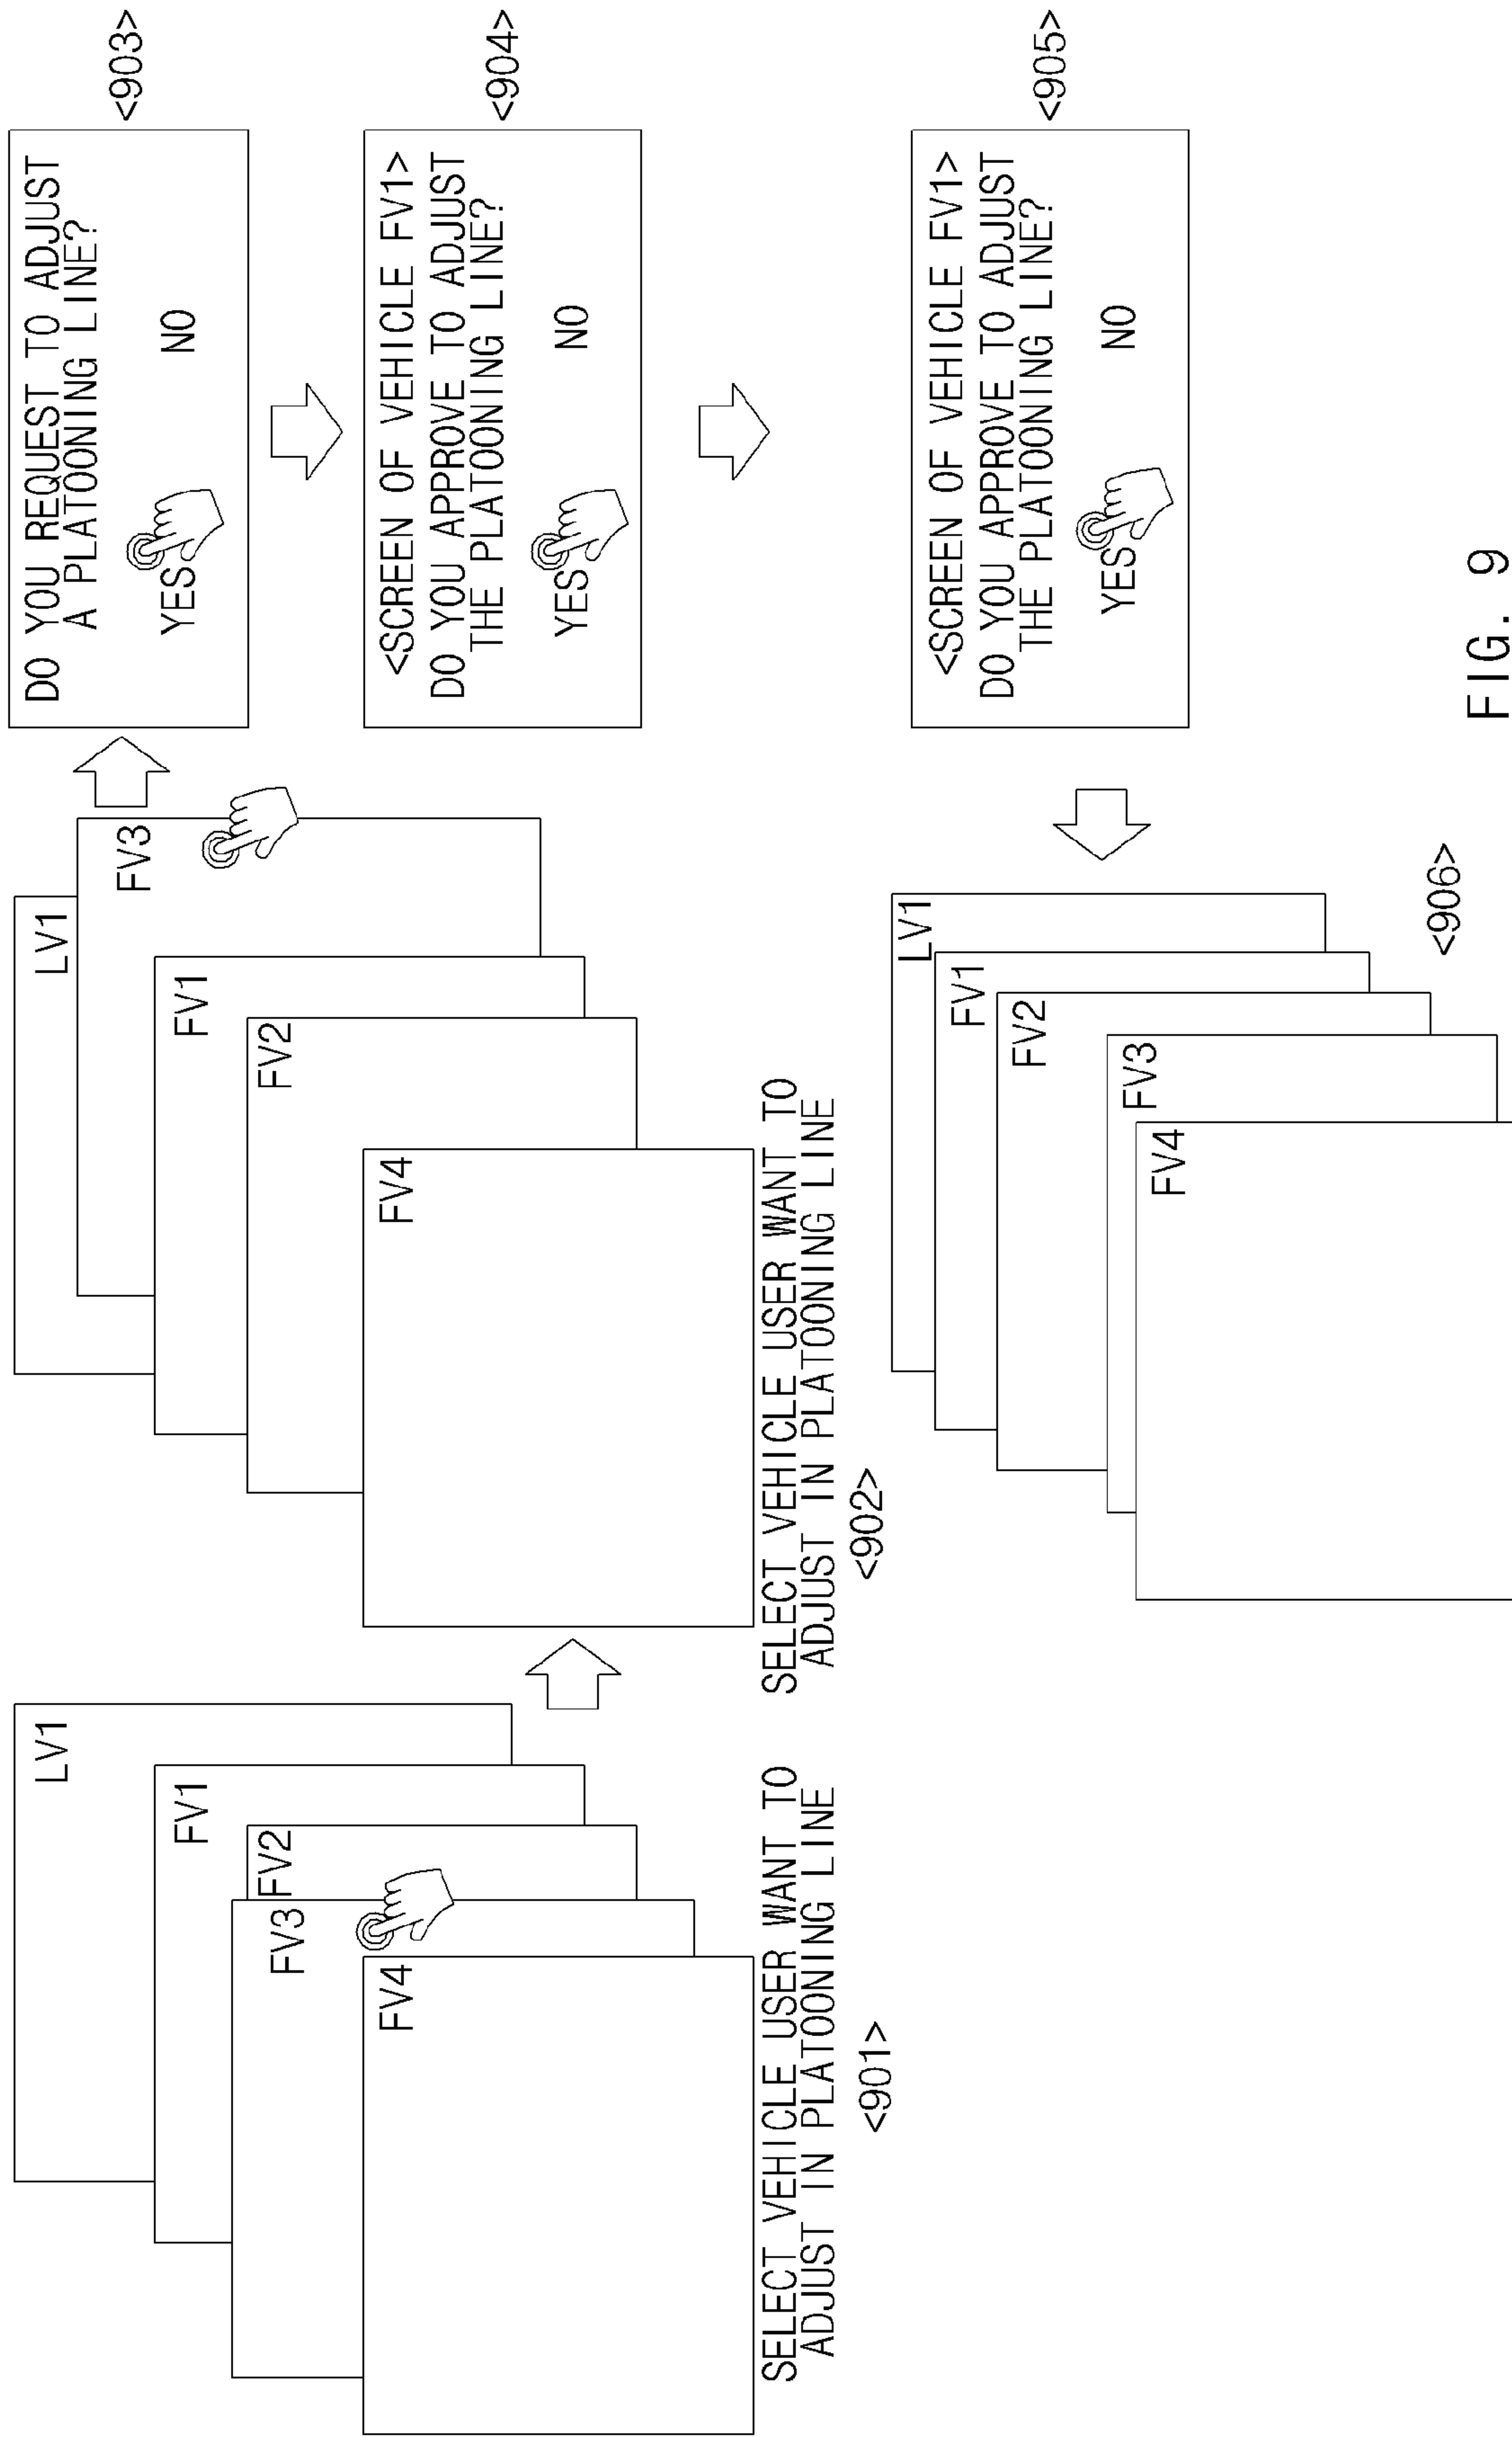 LV1
FV1
FV2
FV3
FV4
SELECT VEHICLE USER WANT TO
ADJUST IN PLATOONING LINE
<901>
LV1
FV3
FV1
FV2
FV4
SELECT VEHICLE USER WANT TO
ADJUST IN PLATOONING LINE
<902>
DO YOU REQUEST TO ADJUST
A PLATOONING LINE?
YES
NO
<903>
<SCREEN OF VEHICLE FV1>
DO YOU APPROVE TO ADJUST
THE PLATOONING LINE?
YES
NO
<904>
<SCREEN OF VEHICLE FV1>
DO YOU APPROVE TO ADJUST
THE PLATOONING LINE?
YES
NO
<905>
LV1
FV1
FV2
FV3
FV4
<906>
FIG. 9